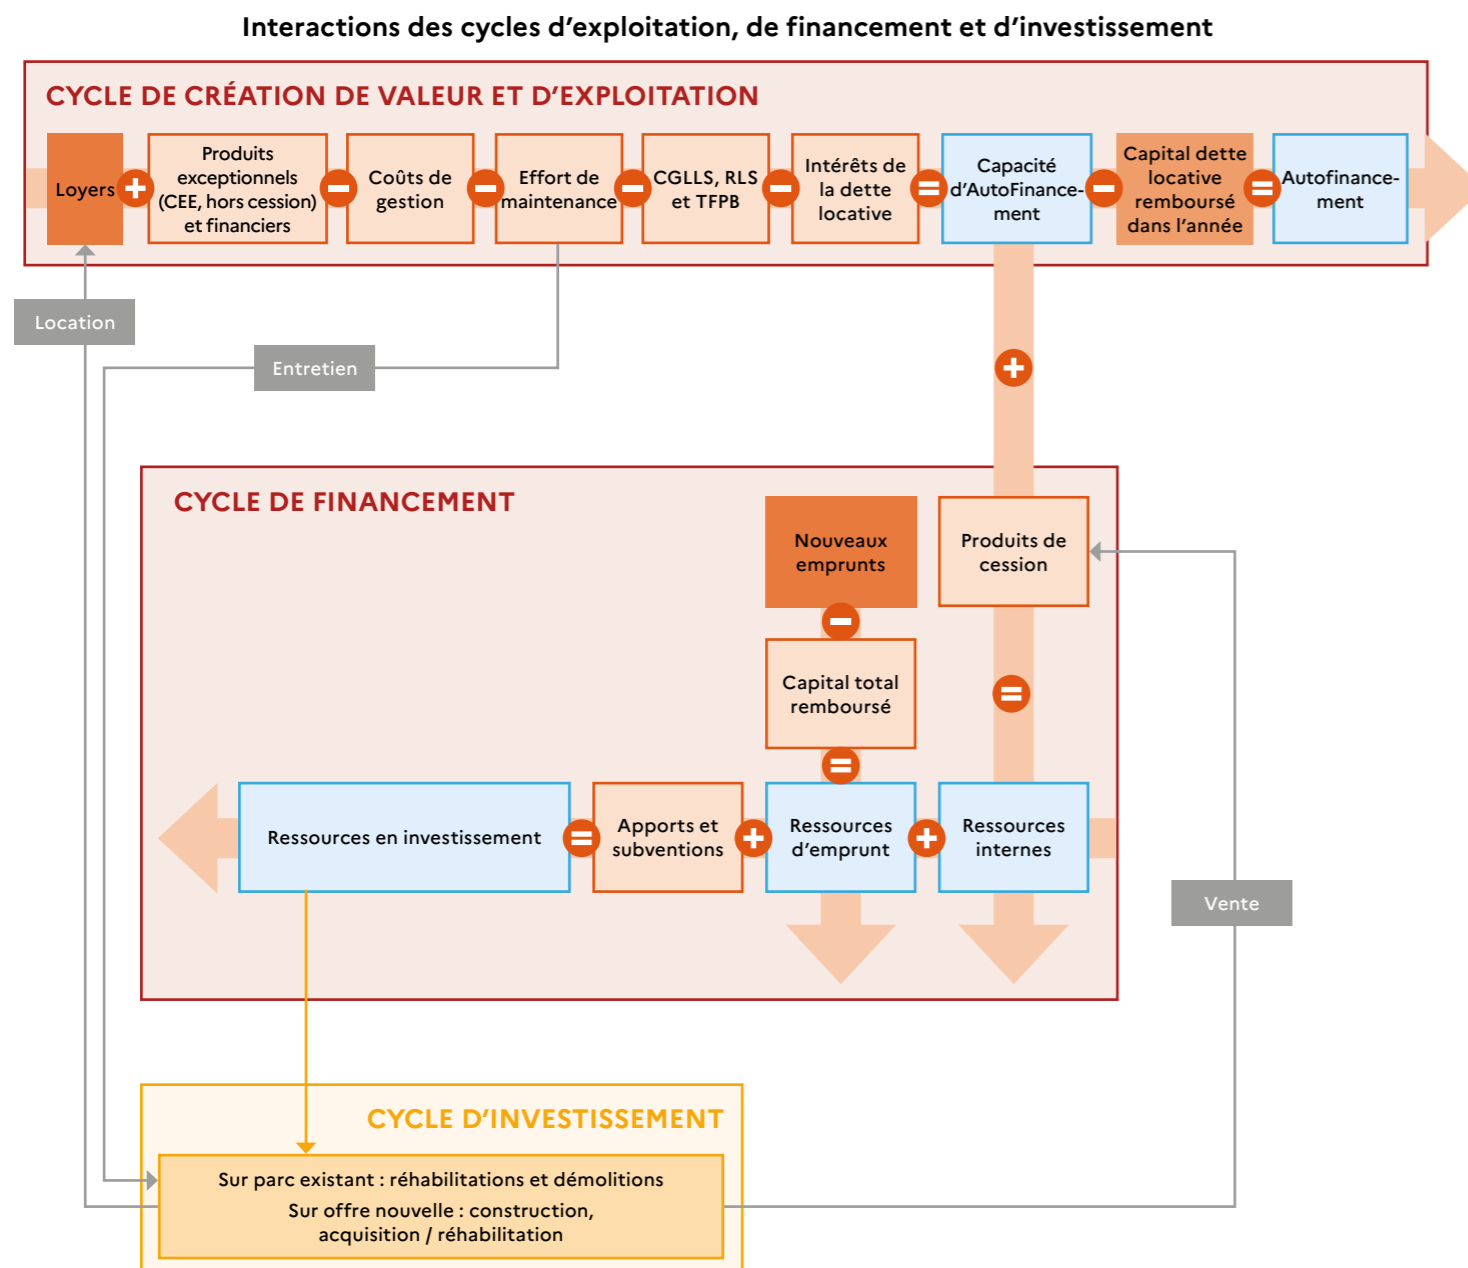 Interactions des cycles d’exploitation, de financement et d’investissement
CYCLE DE CRÉATION DE VALEUR ET D’EXPLOITATION
Loyers
+
Produits
exceptionnels
(CEE, hors cession)
et financiers
−
Coûts de
gestion
−
Effort de
maintenance
−
CGLLS, RLS
et TFPB
−
Intérêts de
la dette
locative
=
Capacité
d’AutoFinance-
ment
−
Capital dette
locative
remboursé
dans l’année
=
Autofinance-
ment
Location
Entretien
+
CYCLE DE FINANCEMENT
Nouveaux
emprunts
Produits de
cession
−
Capital total
remboursé
=
=
Ressources en investissement
=
Apports et
subventions
+
Ressources
d’emprunt
+
Ressources
internes
Vente
CYCLE D’INVESTISSEMENT
Sur parc existant : réhabilitations et démolitions
Sur offre nouvelle : construction,
acquisition / réhabilitation